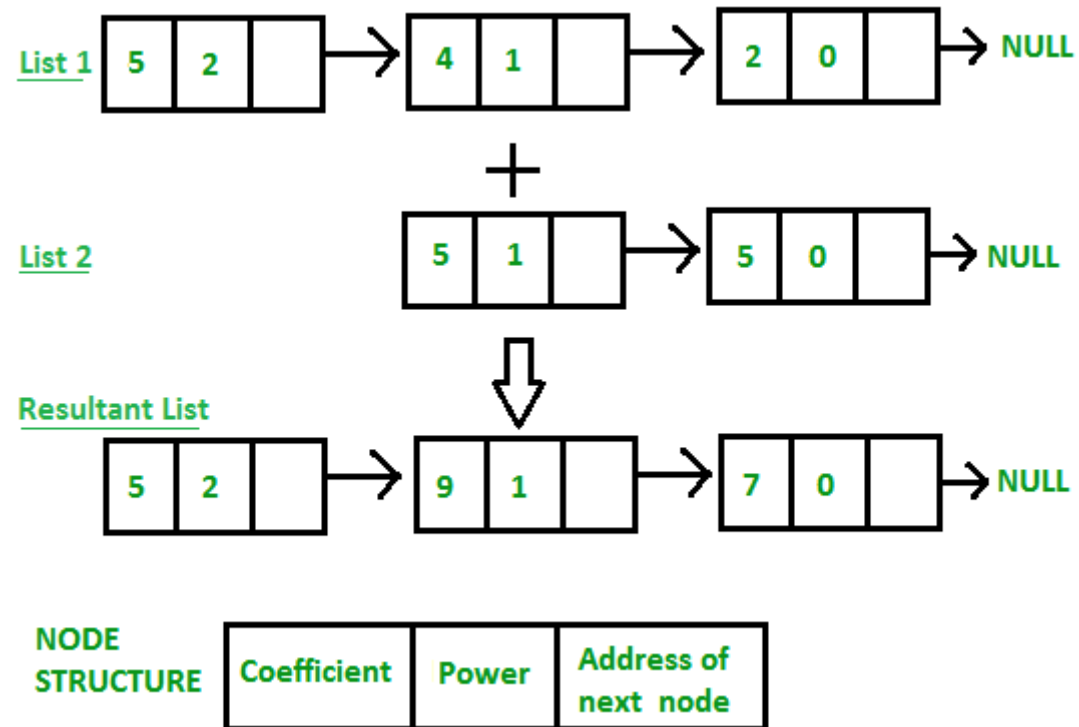 List 1 5 2 4 1 2 0 NULL
+
List 2 5 1 5 0 NULL
Resultant List
5 2 9 1 7 0 NULL
NODE STRUCTURE
Coefficient
Power
Address of
next node